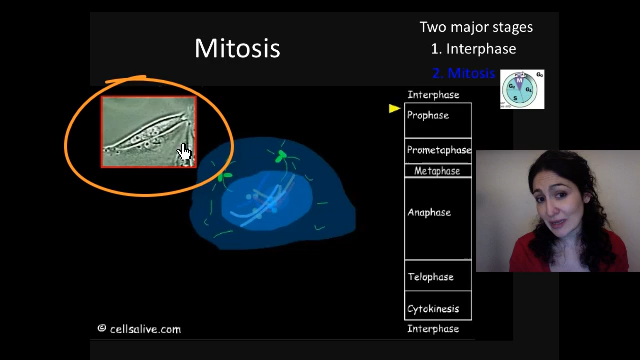 Mitosis
Two major stages
1. Interphase
2. Mitosis
Interphase
Prophase
Prometaphase
Metaphase
Anaphase
Telophase
Cytokinesis
Interphase
© cellsalive.com
M
S